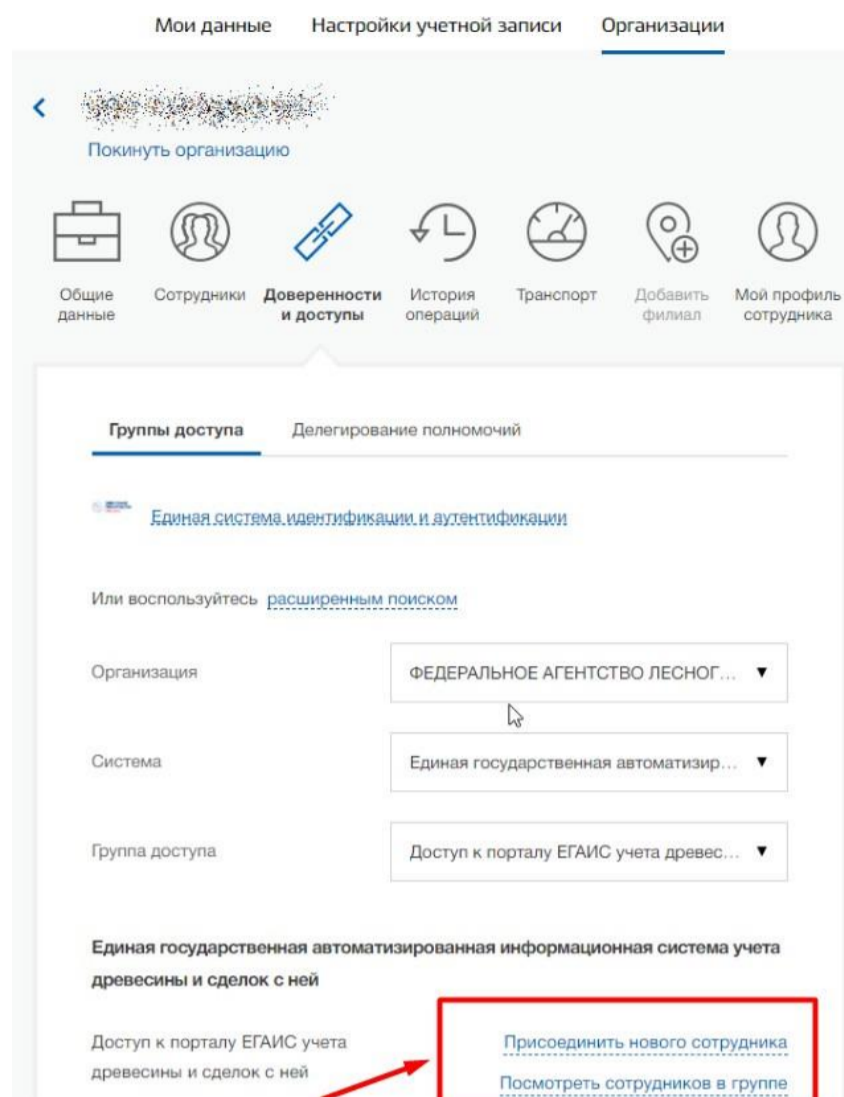 Мои данные Настройки учетной записи Организации
Покинуть организацию
Общие данные
Сотрудники
Доверенности и доступы
История операций
Транспорт
Добавить филиал
Мой профиль сотрудника
Группы доступа Делегирование полномочий
Единая система идентификации и аутентификации
Или воспользуйтесь расширенным поиском
Организация ФЕДЕРАЛЬНОЕ АГЕНТСТВО ЛЕСНОГ...
Система Единая государственная автоматизир...
Группа доступа Доступ к порталу ЕГАИС учета древес...
Единая государственная автоматизированная информационная система учета
древесины и сделок с ней
Доступ к порталу ЕГАИС учета
древесины и сделок с ней
Присоединить нового сотрудника
Посмотреть сотрудников в группе